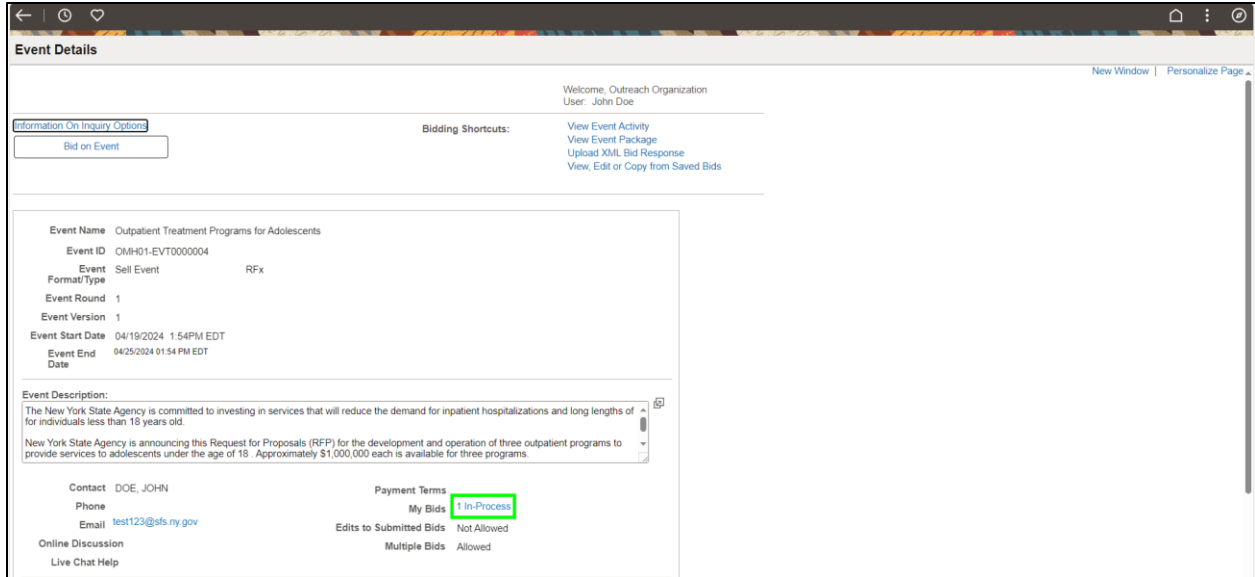 Event Details
New Window | Personalize Page
Welcome, Outreach Organization
User: John Doe
Information On Inquiry Options
Bid on Event
Bidding Shortcuts:
View Event Activity
View Event Package
Upload XML Bid Response
View, Edit or Copy from Saved Bids
Event Name Outpatient Treatment Programs for Adolescents
Event ID OMH01-EVT0000004
Event Format/Type Sell Event RFx
Event Round 1
Event Version 1
Event Start Date 04/19/2024 1:54PM EDT
Event End Date 04/25/2024 01:54 PM EDT
Event Description:
The New York State Agency is committed to investing in services that will reduce the demand for inpatient hospitalizations and long lengths of
for individuals less than 18 years old.
New York State Agency is announcing this Request for Proposals (RFP) for the development and operation of three outpatient programs to
provide services to adolescents under the age of 18 . Approximately $1,000,000 each is available for three programs.
Contact DOE, JOHN Payment Terms
Phone My Bids 1 In-Process
Email test123@sfs.ny.gov Edits to Submitted Bids Not Allowed
Online Discussion Multiple Bids Allowed
Live Chat Help